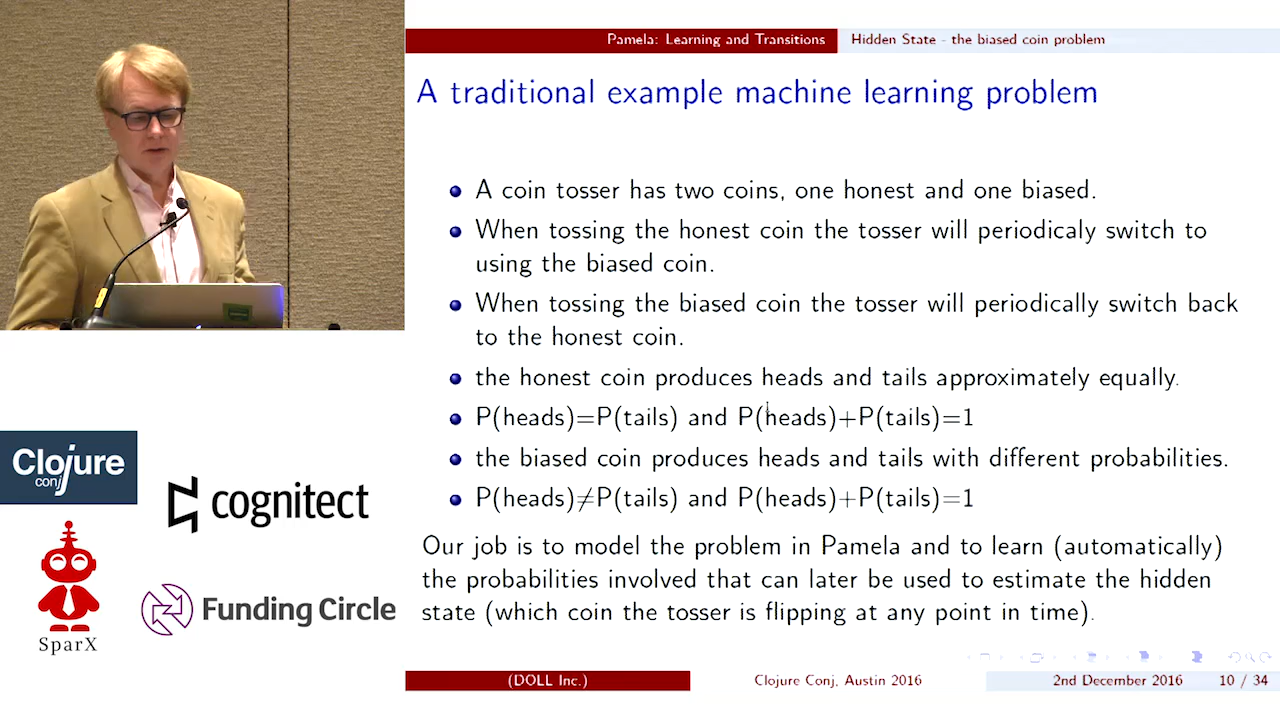 Pamela: Learning and Transitions
Hidden State - the biased coin problem
A traditional example machine learning problem
A coin tosser has two coins, one honest and one biased.
When tossing the honest coin the tosser will periodicaly switch to
using the biased coin.
When tossing the biased coin the tosser will periodically switch back
to the honest coin.
the honest coin produces heads and tails approximately equally.
P(heads)=P(tails) and P(heads)+P(tails)=1
the biased coin produces heads and tails with different probabilities.
P(heads)≠P(tails) and P(heads)+P(tails)=1
Our job is to model the problem in Pamela and to learn (automatically)
the probabilities involved that can later be used to estimate the hidden
state (which coin the tosser is flipping at any point in time).
Clojure
conj
cognitect
SparX
Funding Circle
(DOLL Inc.)
Clojure Conj, Austin 2016
2nd December 2016
10 / 34